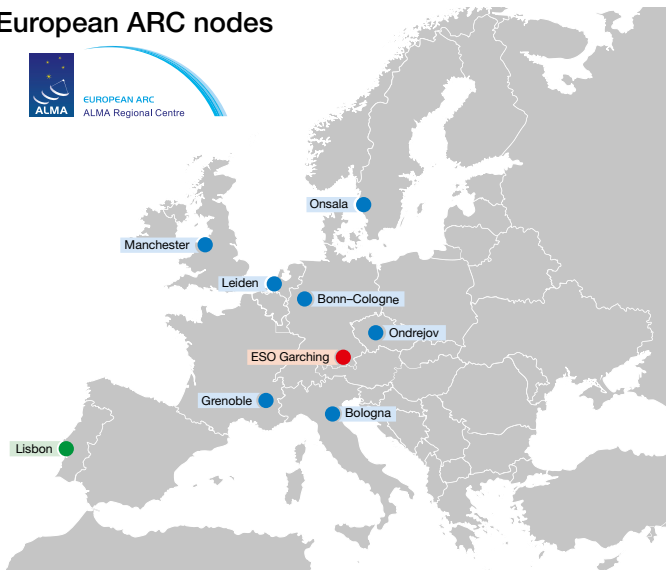 European ARC nodes
ALMA
EUROPEAN ARC
ALMA Regional Centre
Onsala
Manchester
Leiden
Bonn–Cologne
Ondrejov
ESO Garching
Grenoble
Bologna
Lisbon